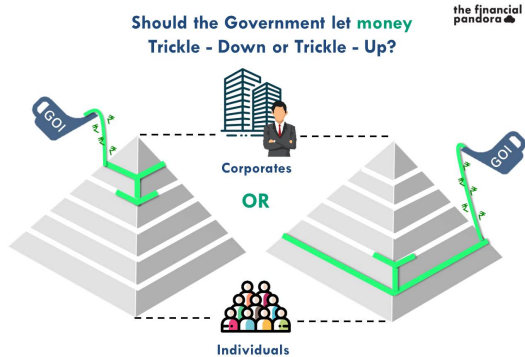 the financial
pandora
Should the Government let money
Trickle - Down or Trickle - Up?
GOI
GOI
Corporates
OR
Individuals